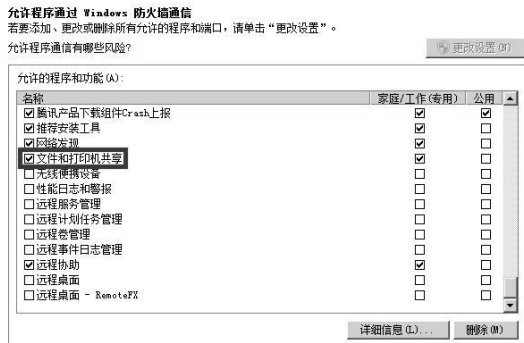 允许程序通过 Windows 防火墙通信
若要添加、更改或删除所有允许的程序和端口，请单击“更改设置”。
允许程序通信有哪些风险?
更改设置(N)
允许的程序和功能(A):
名称 家庭/工作(专用) 公用
腾讯产品下载组件Crash上报
推荐安装工具
网络发现
文件和打印机共享
无线便携设备
性能日志和警报
远程服务管理
远程计划任务管理
远程卷管理
远程事件日志管理
远程协助
远程桌面
远程桌面 - RemoteFX
详细信息(L)... 删除(M)